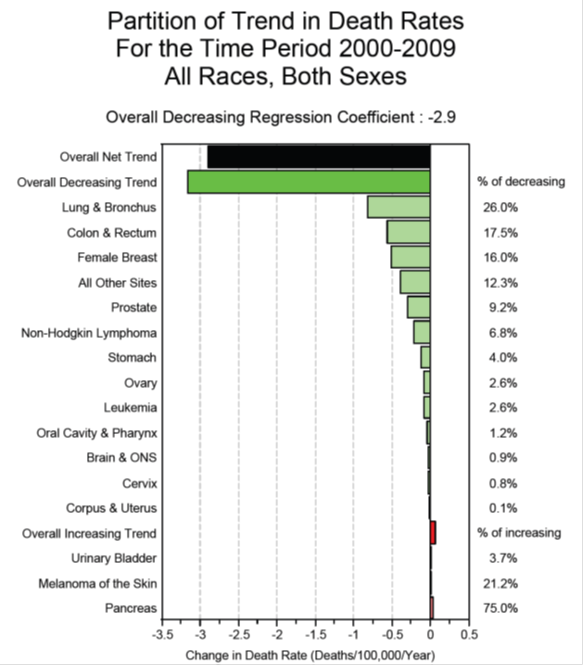 Partition of Trend in Death Rates
For the Time Period 2000-2009
All Races, Both Sexes
Overall Decreasing Regression Coefficient : -2.9
Overall Net Trend
Overall Decreasing Trend % of decreasing
Lung & Bronchus 26.0%
Colon & Rectum 17.5%
Female Breast 16.0%
All Other Sites 12.3%
Prostate 9.2%
Non-Hodgkin Lymphoma 6.8%
Stomach 4.0%
Ovary 2.6%
Leukemia 2.6%
Oral Cavity & Pharynx 1.2%
Brain & ONS 0.9%
Cervix 0.8%
Corpus & Uterus 0.1%
Overall Increasing Trend % of increasing
Urinary Bladder 3.7%
Melanoma of the Skin 21.2%
Pancreas 75.0%
-3.5 -3 -2.5 -2 -1.5 -1 -0.5 0 0.5
Change in Death Rate (Deaths/100,000/Year)